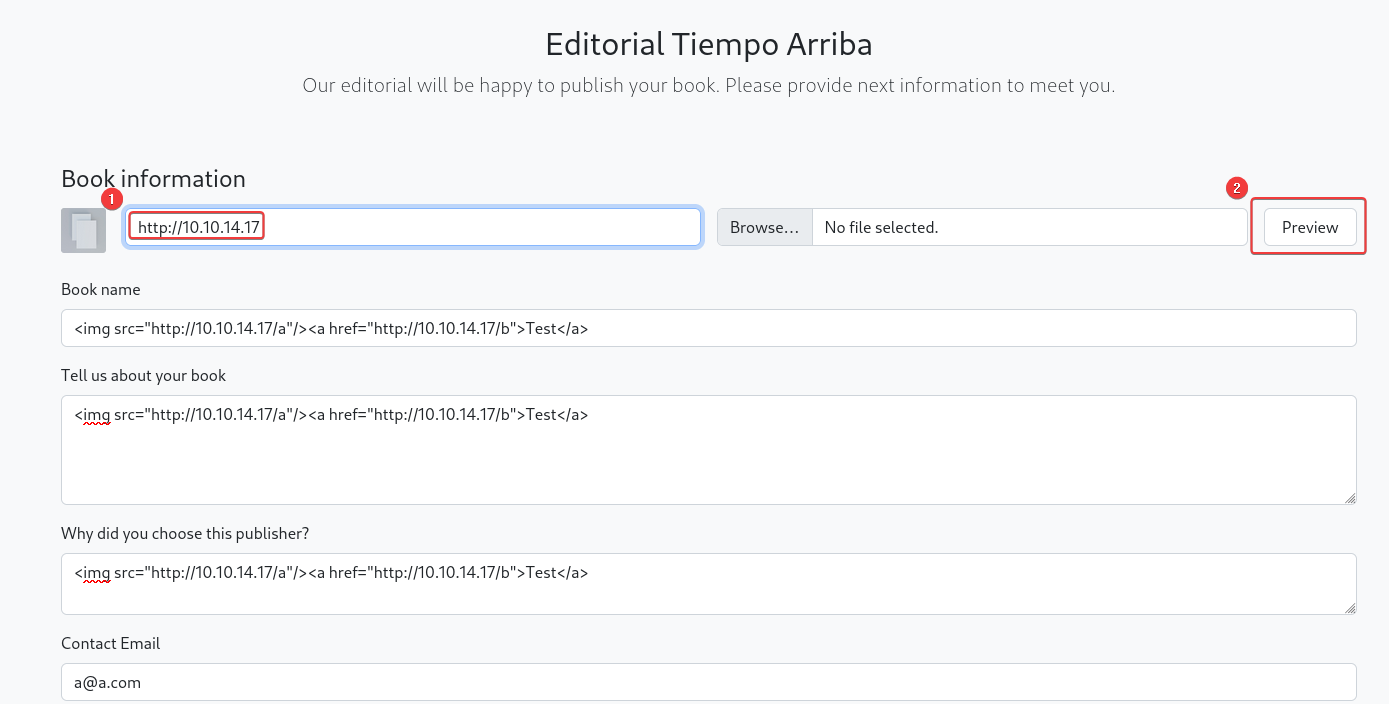 Editorial Tiempo Arriba
Our editorial will be happy to publish your book. Please provide next information to meet you.
Book information
1
2
http://10.10.14.17
Browse...
No file selected.
Preview
Book name
<img src="http://10.10.14.17/a"/><a href="http://10.10.14.17/b">Test</a>
Tell us about your book
<img src="http://10.10.14.17/a"/><a href="http://10.10.14.17/b">Test</a>
Why did you choose this publisher?
<img src="http://10.10.14.17/a"/><a href="http://10.10.14.17/b">Test</a>
Contact Email
a@a.com